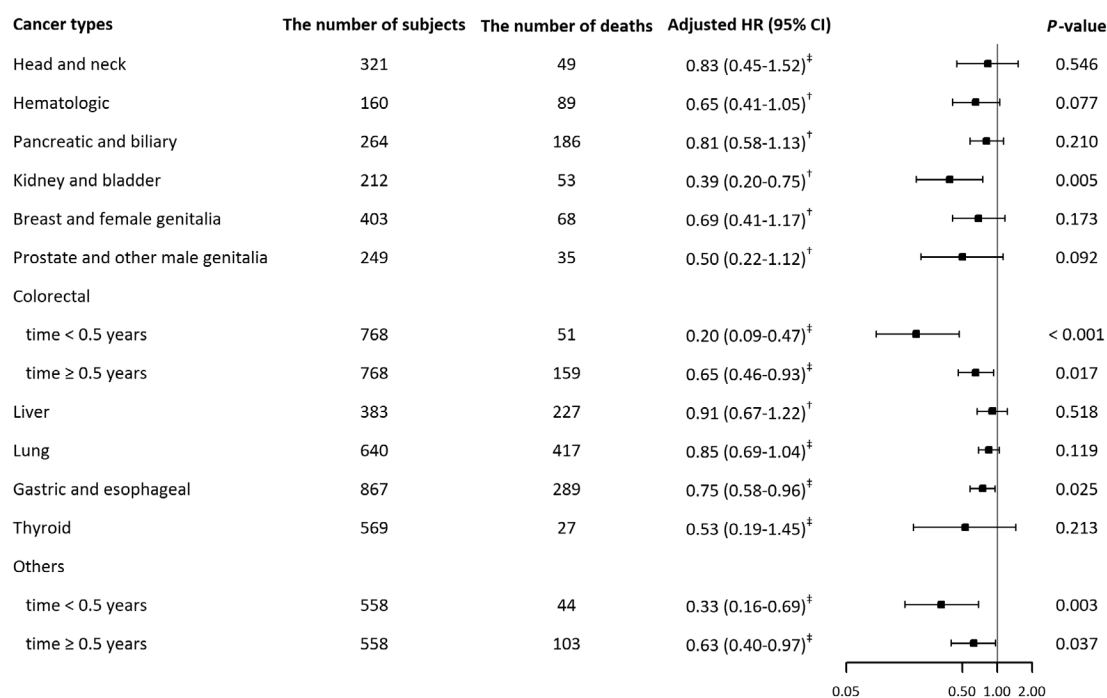 Cancer types The number of subjects The number of deaths Adjusted HR (95% CI) P-value
Head and neck 321 49 0.83 (0.45-1.52)‡ 0.546
Hematologic 160 89 0.65 (0.41-1.05)† 0.077
Pancreatic and biliary 264 186 0.81 (0.58-1.13)† 0.210
Kidney and bladder 212 53 0.39 (0.20-0.75)† 0.005
Breast and female genitalia 403 68 0.69 (0.41-1.17)† 0.173
Prostate and other male genitalia 249 35 0.50 (0.22-1.12)† 0.092
Colorectal
time < 0.5 years 768 51 0.20 (0.09-0.47)‡ < 0.001
time ≥ 0.5 years 768 159 0.65 (0.46-0.93)‡ 0.017
Liver 383 227 0.91 (0.67-1.22)† 0.518
Lung 640 417 0.85 (0.69-1.04)‡ 0.119
Gastric and esophageal 867 289 0.75 (0.58-0.96)‡ 0.025
Thyroid 569 27 0.53 (0.19-1.45)‡ 0.213
Others
time < 0.5 years 558 44 0.33 (0.16-0.69)‡ 0.003
time ≥ 0.5 years 558 103 0.63 (0.40-0.97)‡ 0.037
0.05 0.50 1.00 2.00